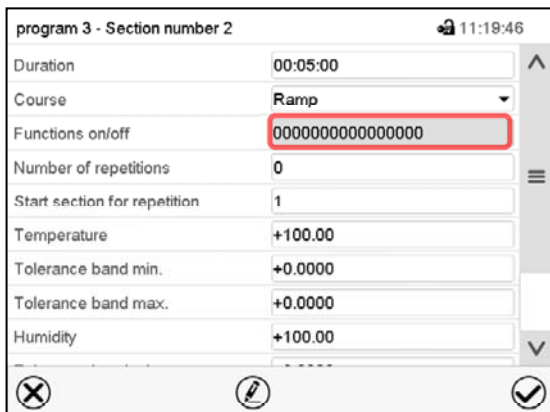 program 3 - Section number 2 11:19:46
Duration 00:05:00
Course Ramp
Functions on/off 0000000000000000
Number of repetitions 0
Start section for repetition 1
Temperature +100.00
Tolerance band min. +0.0000
Tolerance band max. +0.0000
Humidity +100.00